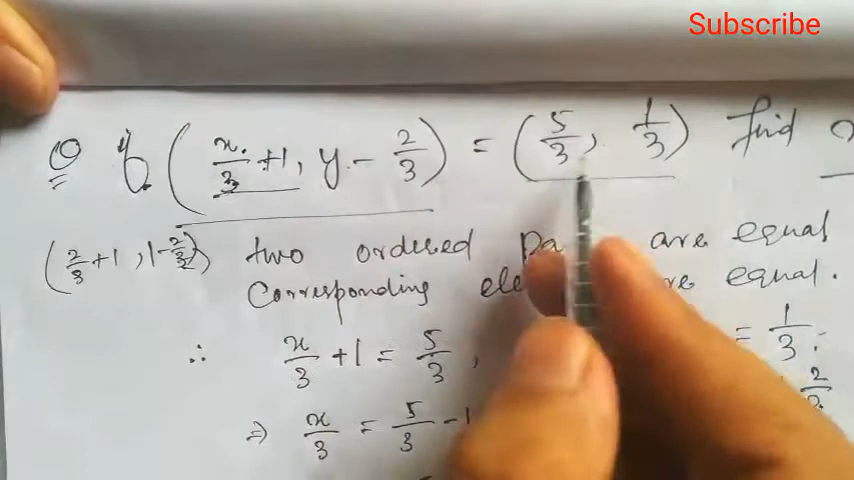 Subscribe
Q If (x/3 + 1, y - 2/3) = (5/3, 1/3) find
(2/3 + 1, 1 - 2/3) two ordered are equal
Corresponding are equal.
∴ x/3 + 1 = 5/3, = 1/3
⇒ x/3 = 5/3 - 1